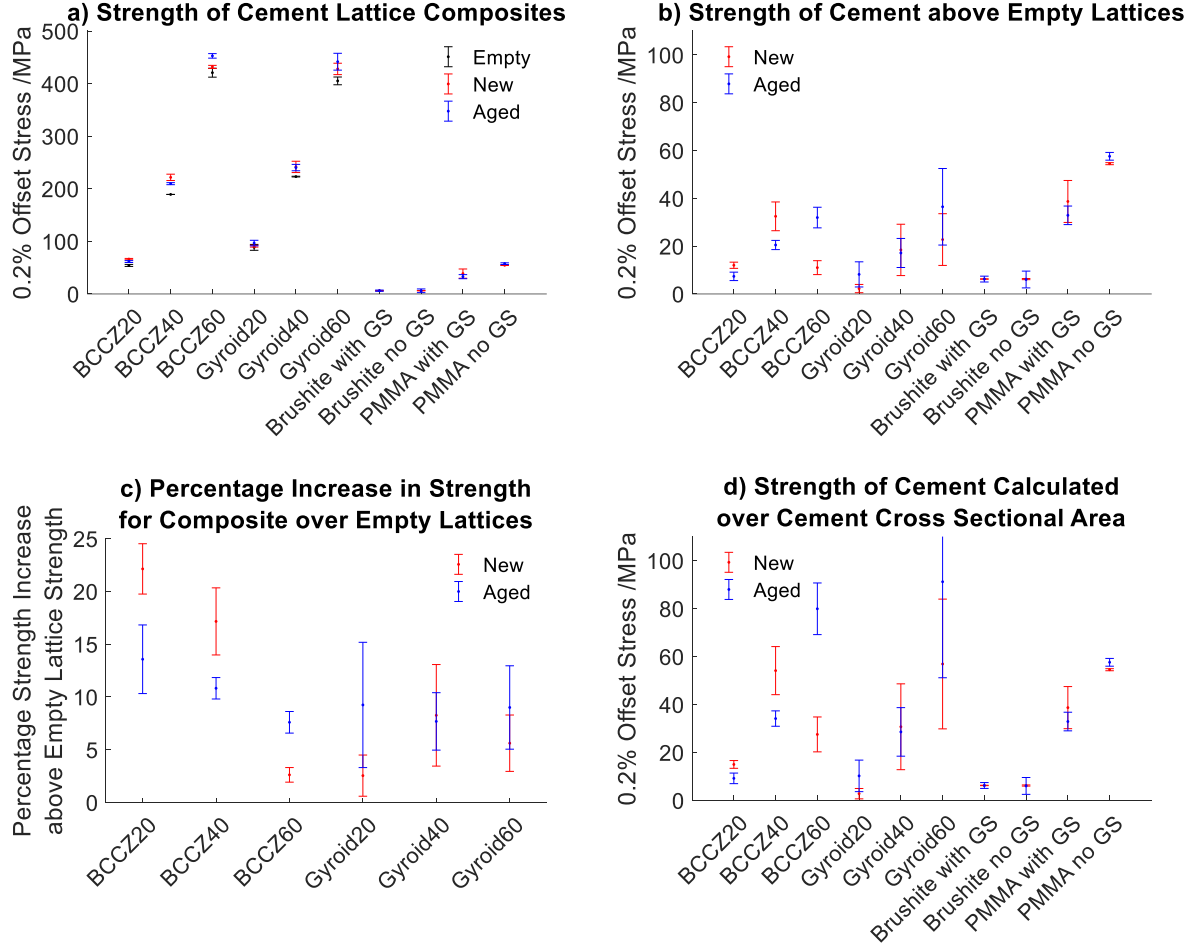 a) Strength of Cement Lattice Composites
0.2% Offset Stress /MPa
500
400
300
200
100
0
Empty
New
Aged
BCCZ20
BCCZ40
BCCZ60
Gyroid20
Gyroid40
Gyroid60
Brushite with GS
Brushite no GS
PMMA with GS
PMMA no GS
b) Strength of Cement above Empty Lattices
0.2% Offset Stress /MPa
100
80
60
40
20
0
New
Aged
BCCZ20
BCCZ40
BCCZ60
Gyroid20
Gyroid40
Gyroid60
Brushite with GS
Brushite no GS
PMMA with GS
PMMA no GS
c) Percentage Increase in Strength
for Composite over Empty Lattices
Percentage Strength Increase
above Empty Lattice Strength
25
20
15
10
5
0
New
Aged
BCCZ20
BCCZ40
BCCZ60
Gyroid20
Gyroid40
Gyroid60
d) Strength of Cement Calculated
over Cement Cross Sectional Area
0.2% Offset Stress /MPa
100
80
60
40
20
0
New
Aged
BCCZ20
BCCZ40
BCCZ60
Gyroid20
Gyroid40
Gyroid60
Brushite with GS
Brushite no GS
PMMA with GS
PMMA no GS